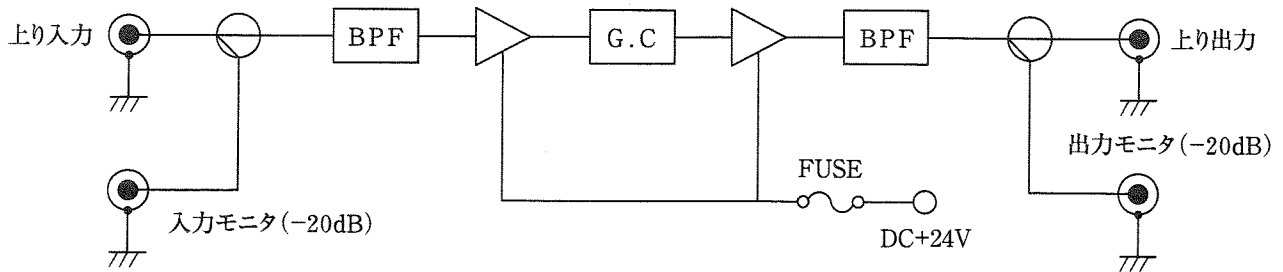 上り入力
BPF
G.C
BPF
上り出力
入力モニタ(-20dB)
FUSE
DC+24V
出力モニタ(-20dB)